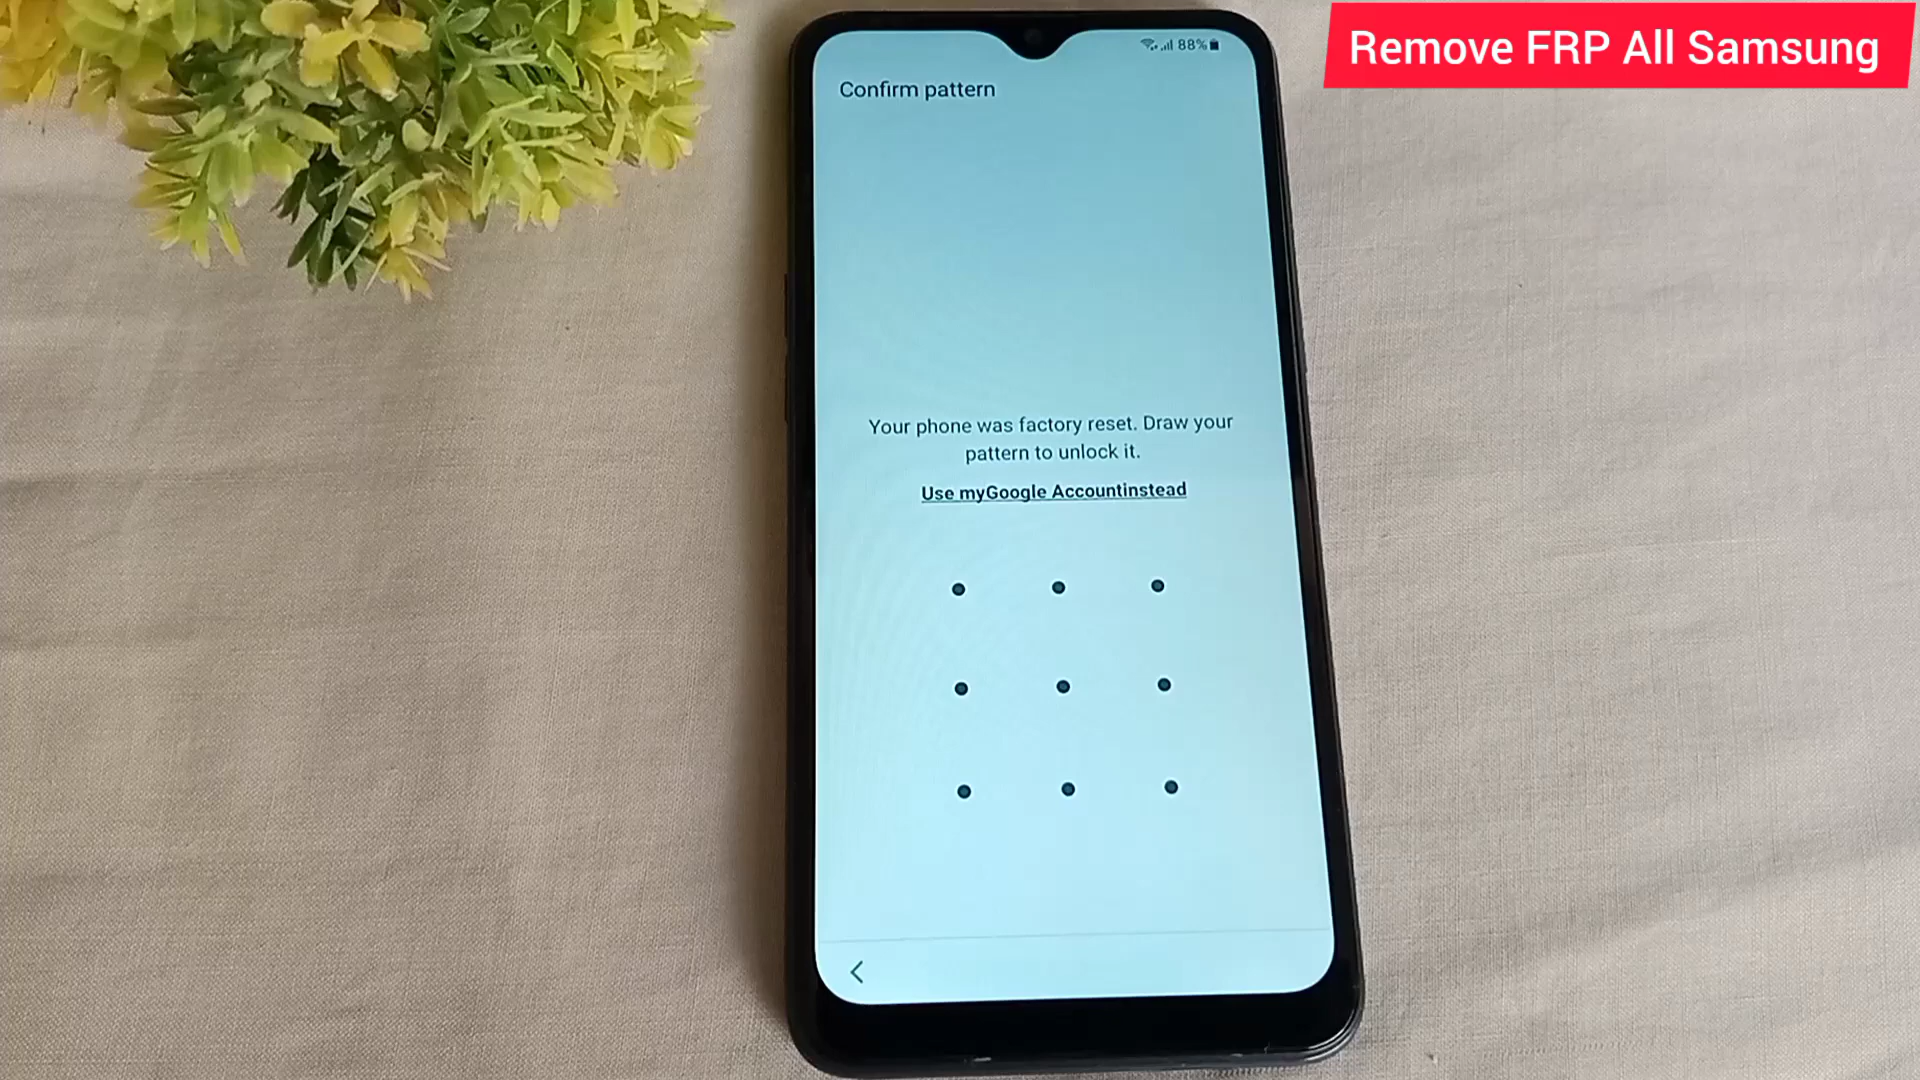 Remove FRP All Samsung
88%
Confirm pattern
Your phone was factory reset. Draw your
pattern to unlock it.
Use myGoogle Accountinstead